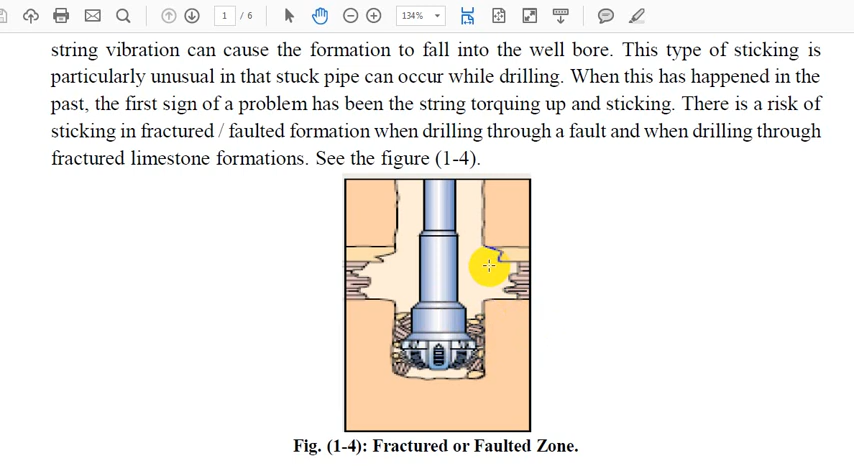 1 / 6
134%
string vibration can cause the formation to fall into the well bore. This type of sticking is
particularly unusual in that stuck pipe can occur while drilling. When this has happened in the
past, the first sign of a problem has been the string torquing up and sticking. There is a risk of
sticking in fractured / faulted formation when drilling through a fault and when drilling through
fractured limestone formations. See the figure (1-4).
Fig. (1-4): Fractured or Faulted Zone.